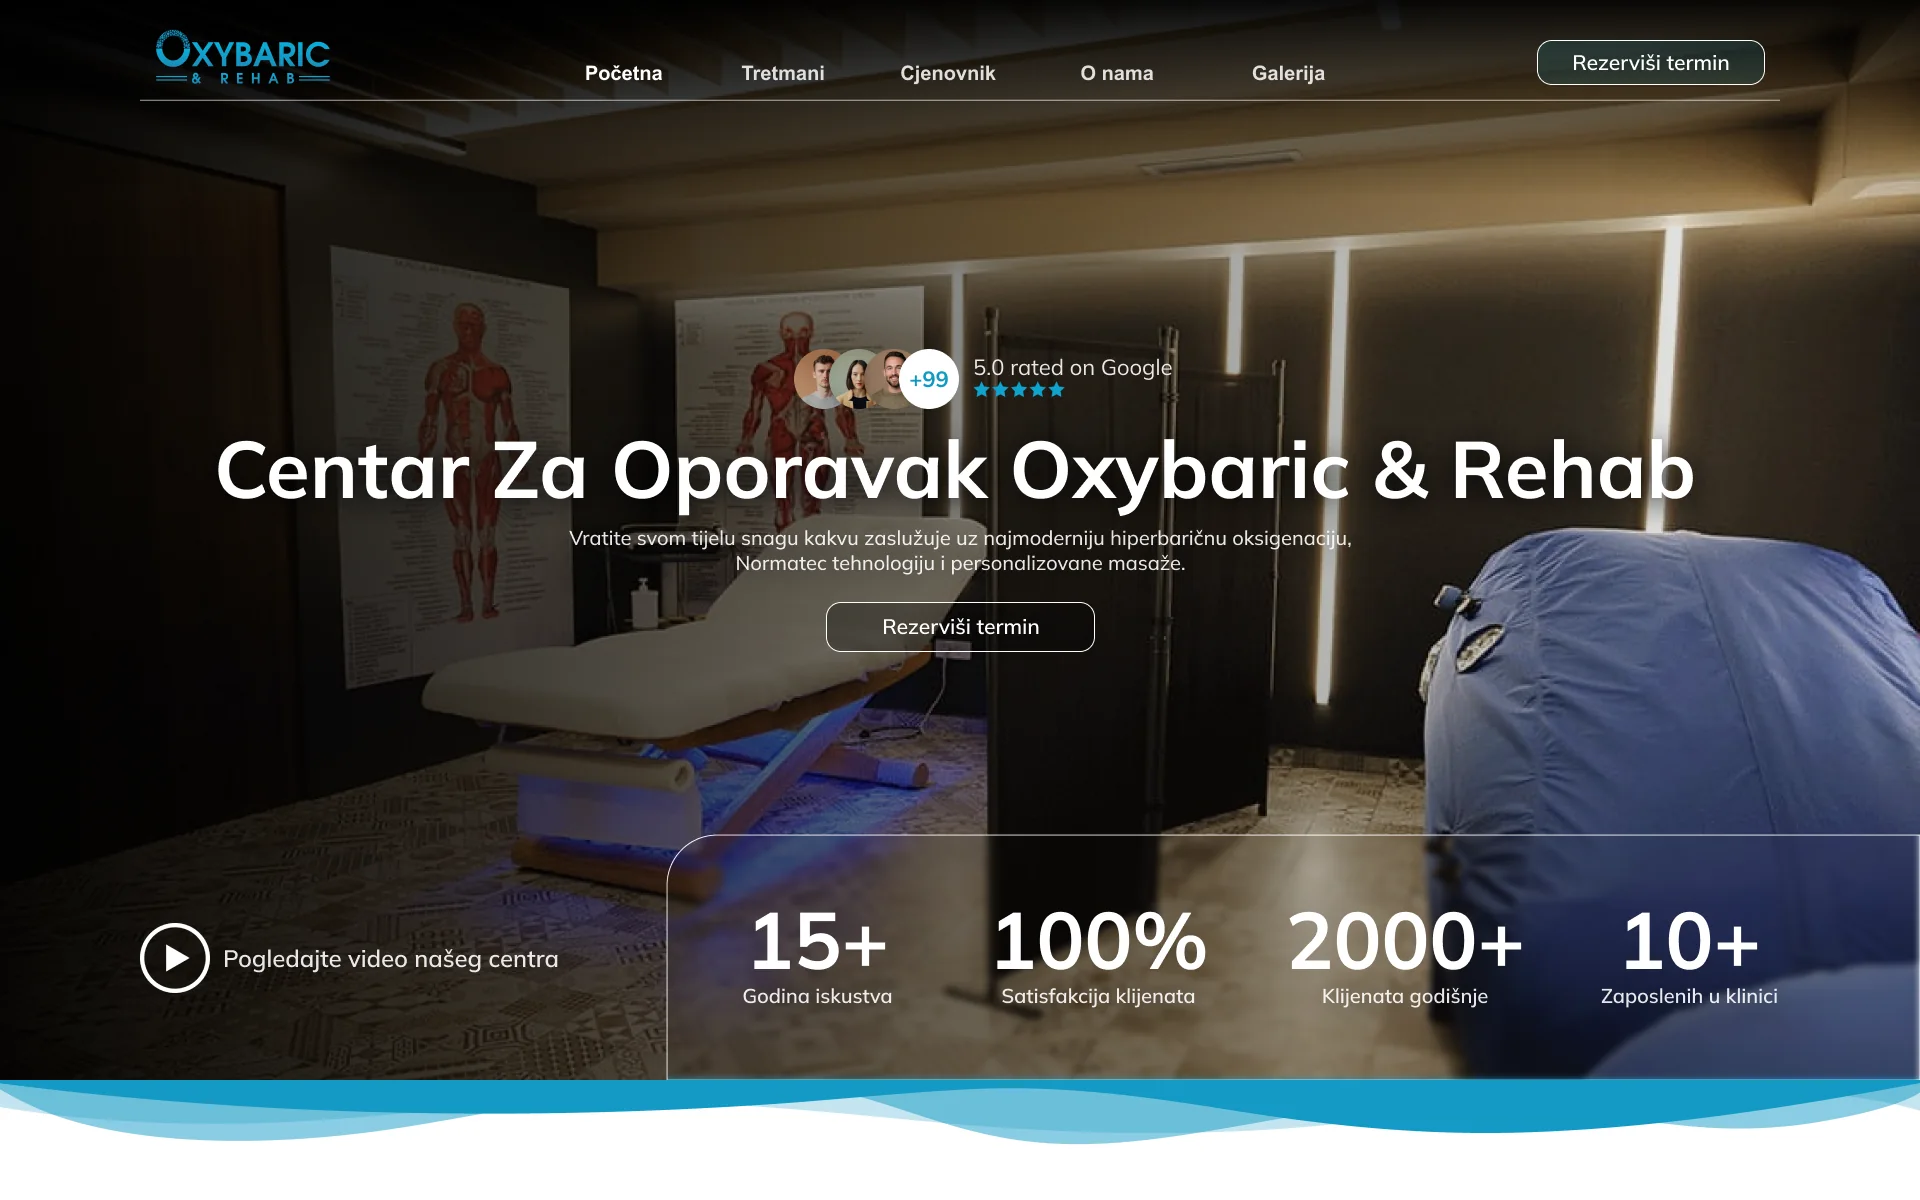 OXYBARIC
& REHAB
Početna
Tretmani
Cjenovnik
O nama
Galerija
Rezerviši termin
+99
5.0 rated on Google
Centar Za Oporavak Oxybaric & Rehab
Vratite svom tijelu snagu kakvu zaslužuje uz najmoderniju hiperbaričnu oksigenaciju,
Normatec tehnologiju i personalizovane masaže.
Rezerviši termin
Pogledajte video našeg centra
15+
Godina iskustva
100%
Satisfakcija klijenata
2000+
Klijenata godišnje
10+
Zaposlenih u klinici